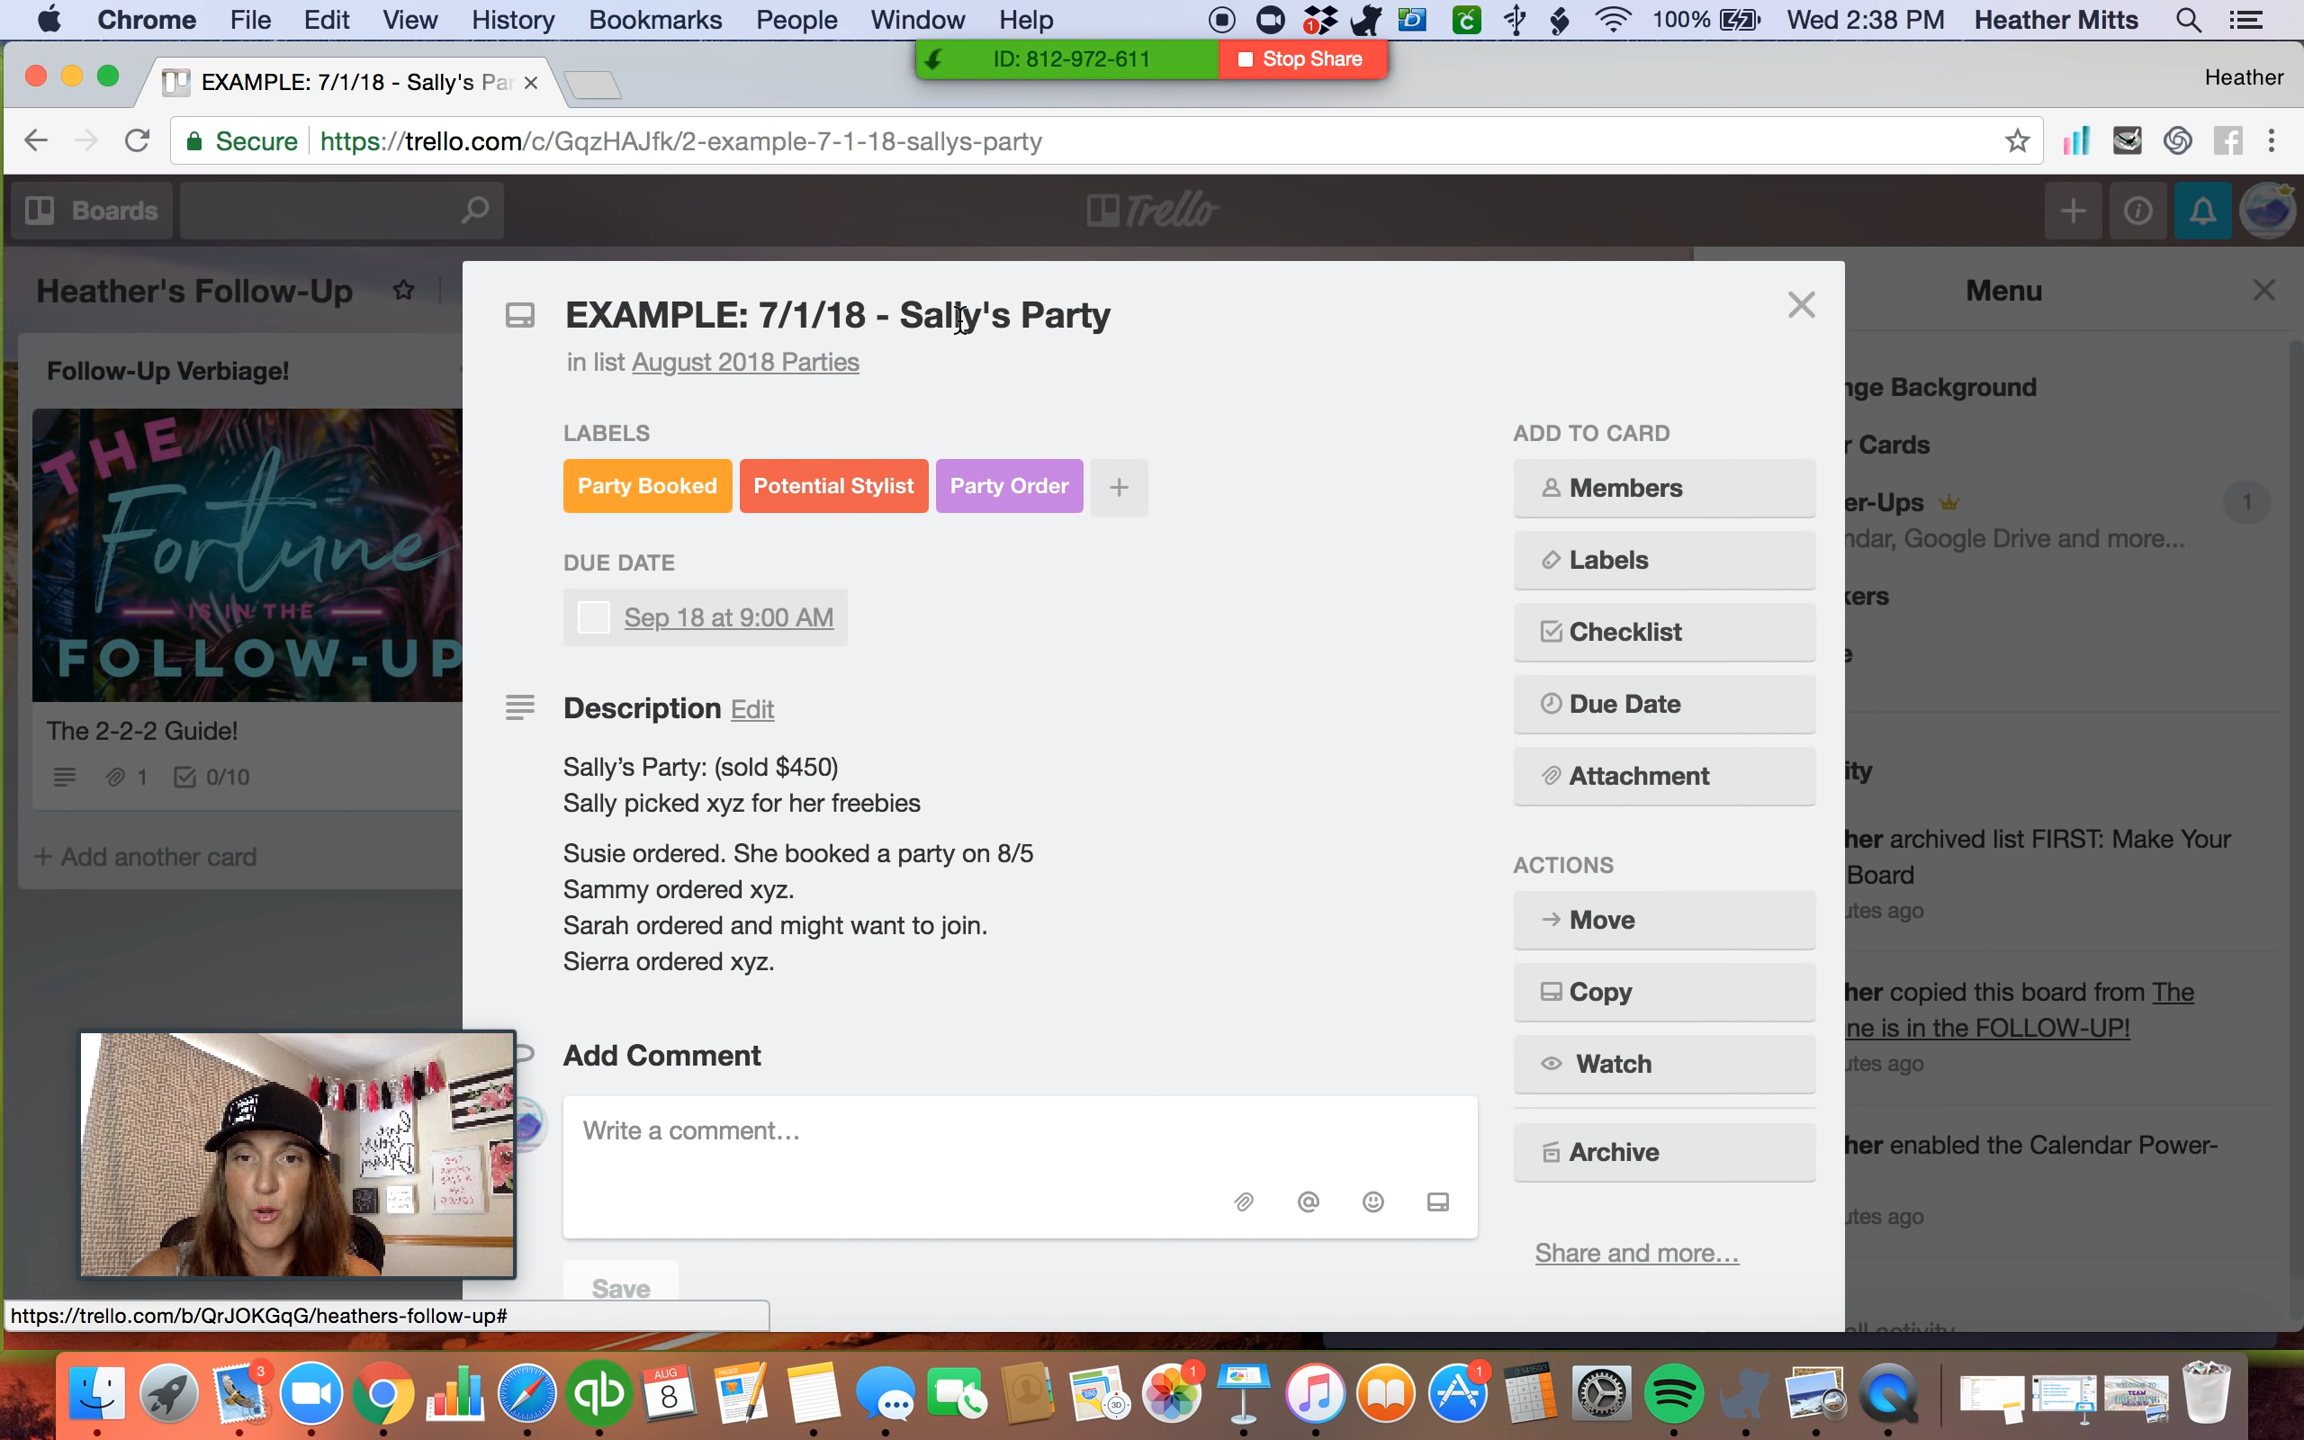 Chrome File Edit View History Bookmarks People Window Help 1 100% Wed 2:38 PM Heather Mitts
ID: 812-972-611 Stop Share
EXAMPLE: 7/1/18 - Sally's Par
Heather
Secure https://trello.com/c/GqzHAJfk/2-example-7-1-18-sallys-party
Boards
Trello
Heather's Follow-Up
Follow-Up Verbiage!
THE
Fortune
IS IN THE
FOLLOW-UP
The 2-2-2 Guide!
1 0/10
+ Add another card
EXAMPLE: 7/1/18 - Sally's Party
in list August 2018 Parties
LABELS
Party Booked Potential Stylist Party Order +
DUE DATE
Sep 18 at 9:00 AM
Description Edit
Sally’s Party: (sold $450)
Sally picked xyz for her freebies
Susie ordered. She booked a party on 8/5
Sammy ordered xyz.
Sarah ordered and might want to join.
Sierra ordered xyz.
Add Comment
Write a comment...
@
Save
ADD TO CARD
Members
Labels
Checklist
Due Date
Attachment
ACTIONS
Move
Copy
Watch
Archive
Share and more...
Menu
nge Background
r Cards
er-Ups 1
ndar, Google Drive and more...
kers
e
ity
her archived list FIRST: Make Your
Board
utes ago
her copied this board from The
ne is in the FOLLOW-UP!
utes ago
her enabled the Calendar Power-
utes ago
https://trello.com/b/QrJOKGqG/heathers-follow-up#
3
qb
AUG
8
1
1
3D